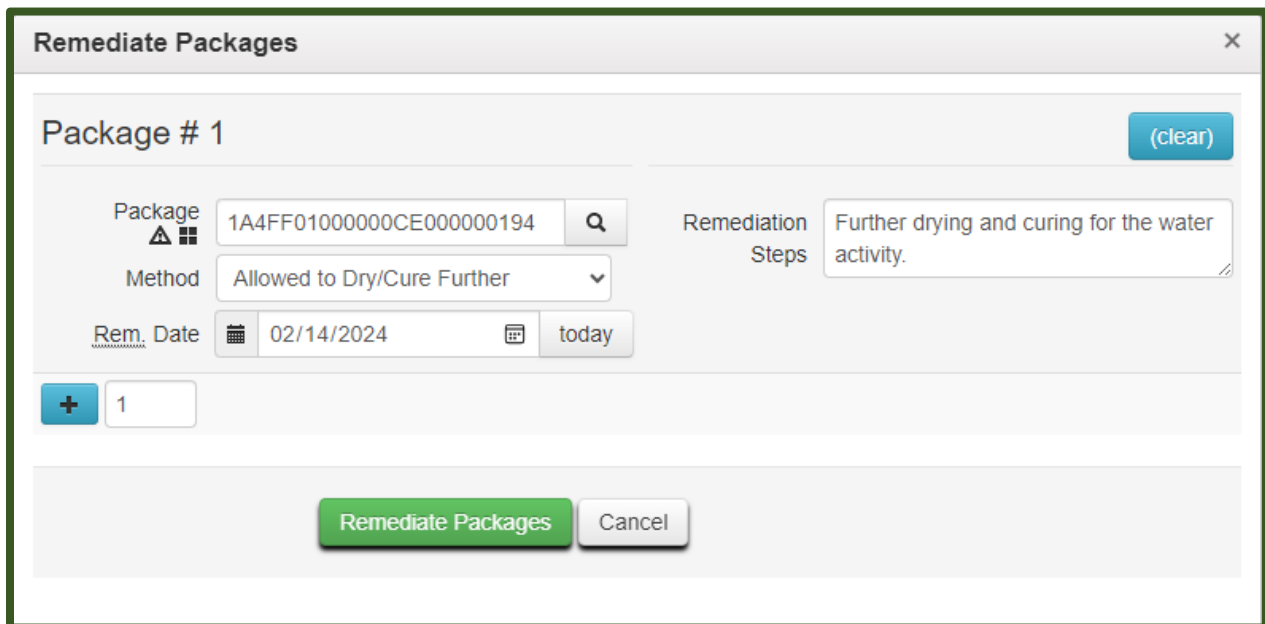 Remediate Packages ×
Package # 1
(clear)
Package 1A4FF01000000CE000000194
Remediation Steps
Further drying and curing for the water
activity.
Method Allowed to Dry/Cure Further
Rem. Date 02/14/2024 today
+ 1
Remediate Packages Cancel